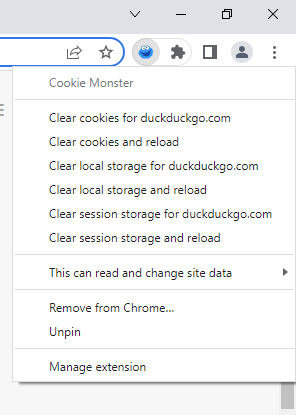 Cookie Monster
Clear cookies for duckduckgo.com
Clear cookies and reload
Clear local storage for duckduckgo.com
Clear local storage and reload
Clear session storage for duckduckgo.com
Clear session storage and reload
This can read and change site data
Remove from Chrome...
Unpin
Manage extension